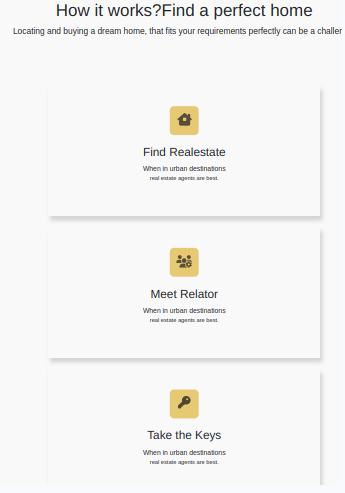 How it works?Find a perfect home
Locating and buying a dream home, that fits your requirements perfectly can be a challer
Find Realestate
When in urban destinations
real estate agents are best.
Meet Relator
When in urban destinations
real estate agents are best.
Take the Keys
When in urban destinations
real estate agents are best.